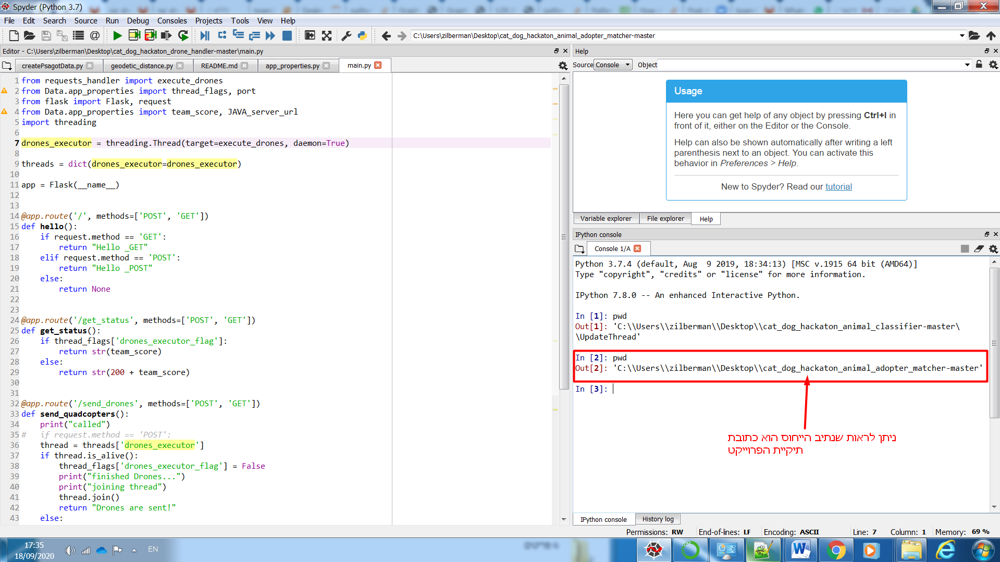 Spyder (Python 3.7)
File Edit Search Source Run Debug Consoles Projects Tools View Help
C:\Users\zilberman\Desktop\cat_dog_hackaton_animal_adopter_matcher-master
Editor - C:\Users\zilberman\Desktop\cat_dog_hackaton_drone_handler-master\main.py
createPsagotData.py geodetic_distance.py README.md app_properties.py main.py
1 from requests_handler import execute_drones
2 from Data.app_properties import thread_flags, port
3 from flask import Flask, request
4 from Data.app_properties import team_score, JAVA_server_url
5 import threading
6
7 drones_executor = threading.Thread(target=execute_drones, daemon=True)
8
9 threads = dict(drones_executor=drones_executor)
10
11 app = Flask(__name__)
12
13
14 @app.route('/', methods=['POST', 'GET'])
15 def hello():
16     if request.method == 'GET':
17         return "Hello _GET"
18     elif request.method == 'POST':
19         return "Hello _POST"
20     else:
21         return None
22
23
24 @app.route('/get_status', methods=['POST', 'GET'])
25 def get_status():
26     if thread_flags['drones_executor_flag']:
27         return str(team_score)
28     else:
29         return str(200 + team_score)
30
31
32 @app.route('/send_drones', methods=['POST', 'GET'])
33 def send_quadcopters():
34     print("called")
35 #   if request.method == 'POST':
36     thread = threads['drones_executor']
37     if thread.is_alive():
38         thread_flags['drones_executor_flag'] = False
39         print("finished Drones...")
40         print("joining thread")
41         thread.join()
42         return "Drones are sent!"
43     else:
Help
Source Console Object
Usage
Here you can get help of any object by pressing Ctrl+I in
front of it, either on the Editor or the Console.
Help can also be shown automatically after writing a left
parenthesis next to an object. You can activate this
behavior in Preferences > Help.
New to Spyder? Read our tutorial
Variable explorer File explorer Help
IPython console
Console 1/A
Python 3.7.4 (default, Aug  9 2019, 18:34:13) [MSC v.1915 64 bit (AMD64)]
Type "copyright", "credits" or "license" for more information.
IPython 7.8.0 -- An enhanced Interactive Python.
In [1]: pwd
Out[1]: 'C:\\Users\\zilberman\\Desktop\\cat_dog_hackaton_animal_classifier-master\
\UpdateThread'
In [2]: pwd
Out[2]: 'C:\\Users\\zilberman\\Desktop\\cat_dog_hackaton_animal_adopter_matcher-master'
In [3]:
ניתן לראות שנתיב הייחוס הוא כתובת
תיקיית הפרוייקט
IPython console History log
Permissions: RW End-of-lines: LF Encoding: ASCII Line: 7 Column: 1 Memory: 69 %
17:35
18/09/2020
EN